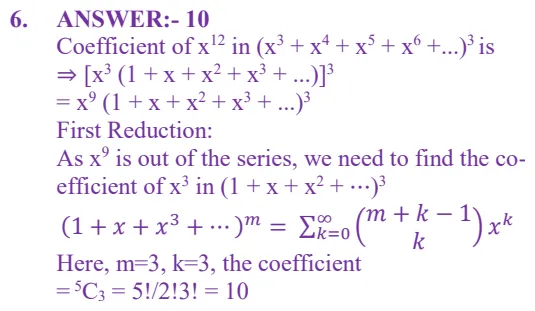 6. ANSWER:- 10
Coefficient of x¹² in (x³ + x⁴ + x⁵ + x⁶ +...)³ is
⇒ [x³ (1 + x + x² + x³ + ...)]³
= x⁹ (1 + x + x² + x³ + ...)³
First Reduction:
As x⁹ is out of the series, we need to find the co-
efficient of x³ in (1 + x + x² + ⋯)³
(1 + x + x³ + ⋯ )ᵐ = ∑ₖ₌₀^∞ (m + k − 1 k) xᵏ
Here, m=3, k=3, the coefficient
= ⁵C₃ = 5!/2!3! = 10